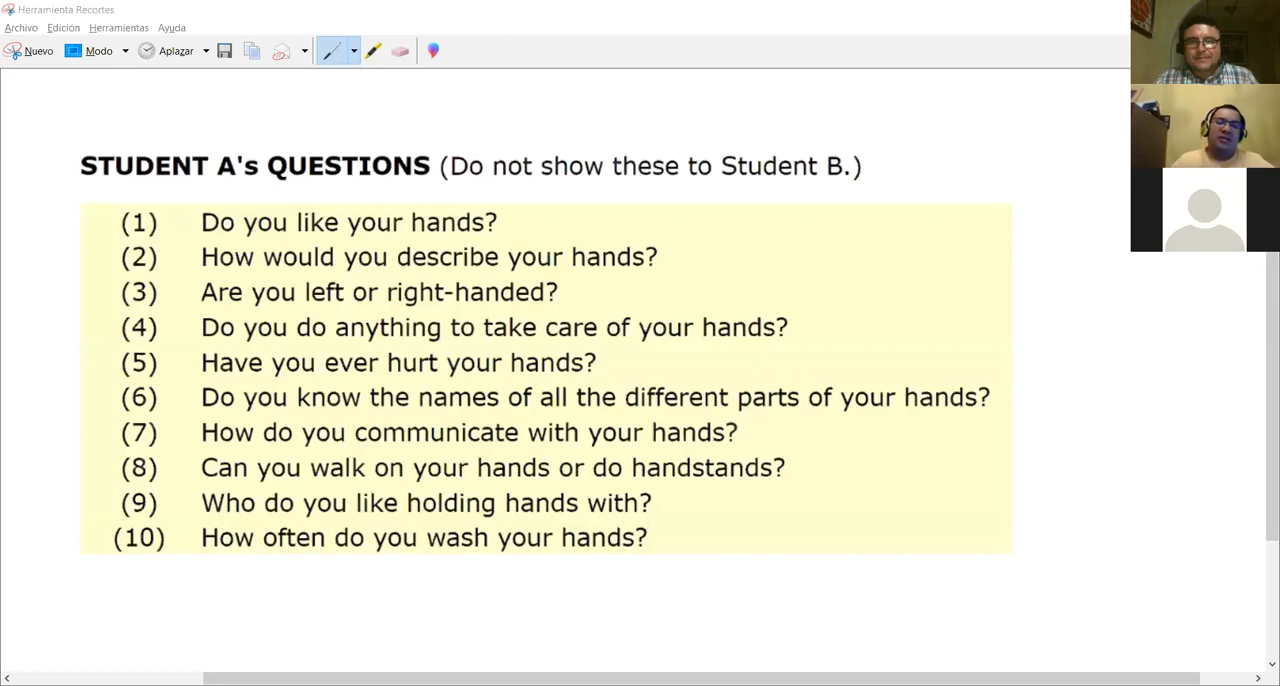 Herramienta Recortes
Archivo Edición Herramientas Ayuda
Nuevo Modo Aplazar
STUDENT A's QUESTIONS (Do not show these to Student B.)
(1) Do you like your hands?
(2) How would you describe your hands?
(3) Are you left or right-handed?
(4) Do you do anything to take care of your hands?
(5) Have you ever hurt your hands?
(6) Do you know the names of all the different parts of your hands?
(7) How do you communicate with your hands?
(8) Can you walk on your hands or do handstands?
(9) Who do you like holding hands with?
(10) How often do you wash your hands?